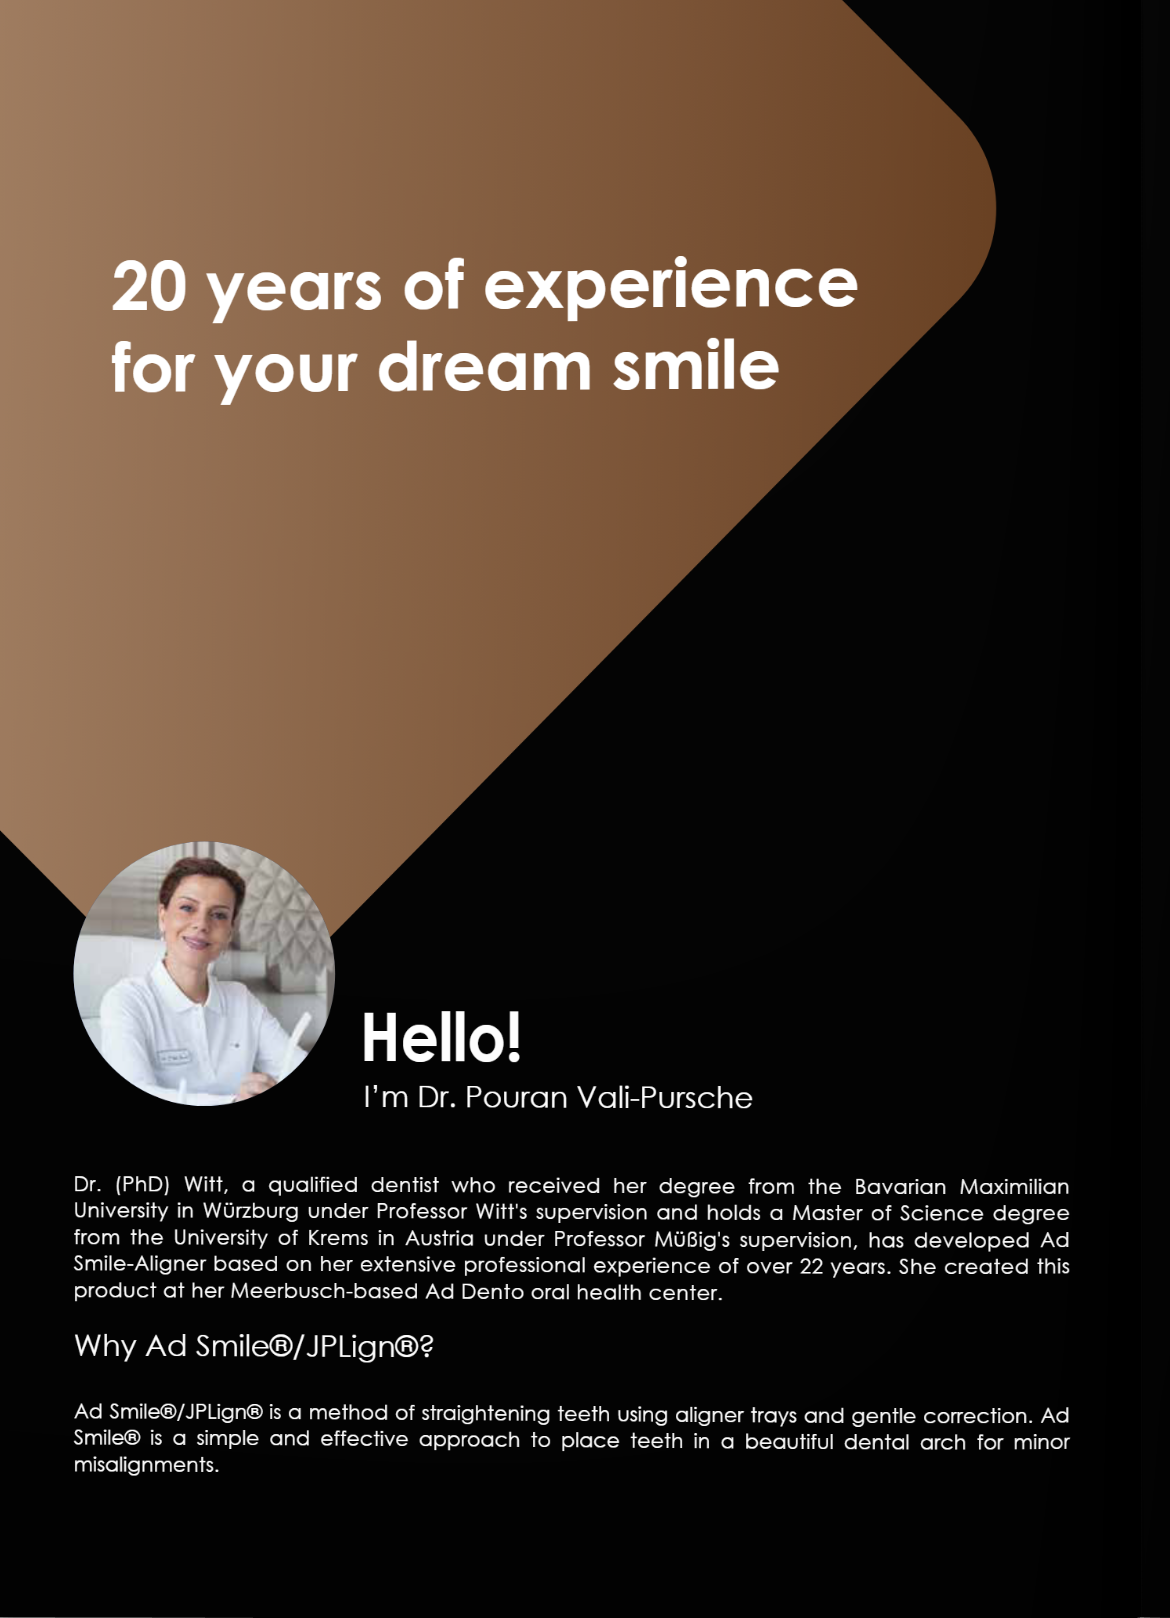 20 years of experience
for your dream smile
Hello!
I'm Dr. Pouran Vali-Pursche
Dr. (PhD) Witt, a qualified dentist who received her degree from the Bavarian Maximilian
University in Würzburg under Professor Witt's supervision and holds a Master of Science degree
from the University of Krems in Austria under Professor Müßig's supervision, has developed Ad
Smile-Aligner based on her extensive professional experience of over 22 years. She created this
product at her Meerbusch-based Ad Dento oral health center.
Why Ad Smile®/JPLign®?
Ad Smile®/JPLign® is a method of straightening teeth using aligner trays and gentle correction. Ad
Smile® is a simple and effective approach to place teeth in a beautiful dental arch for minor
misalignments.